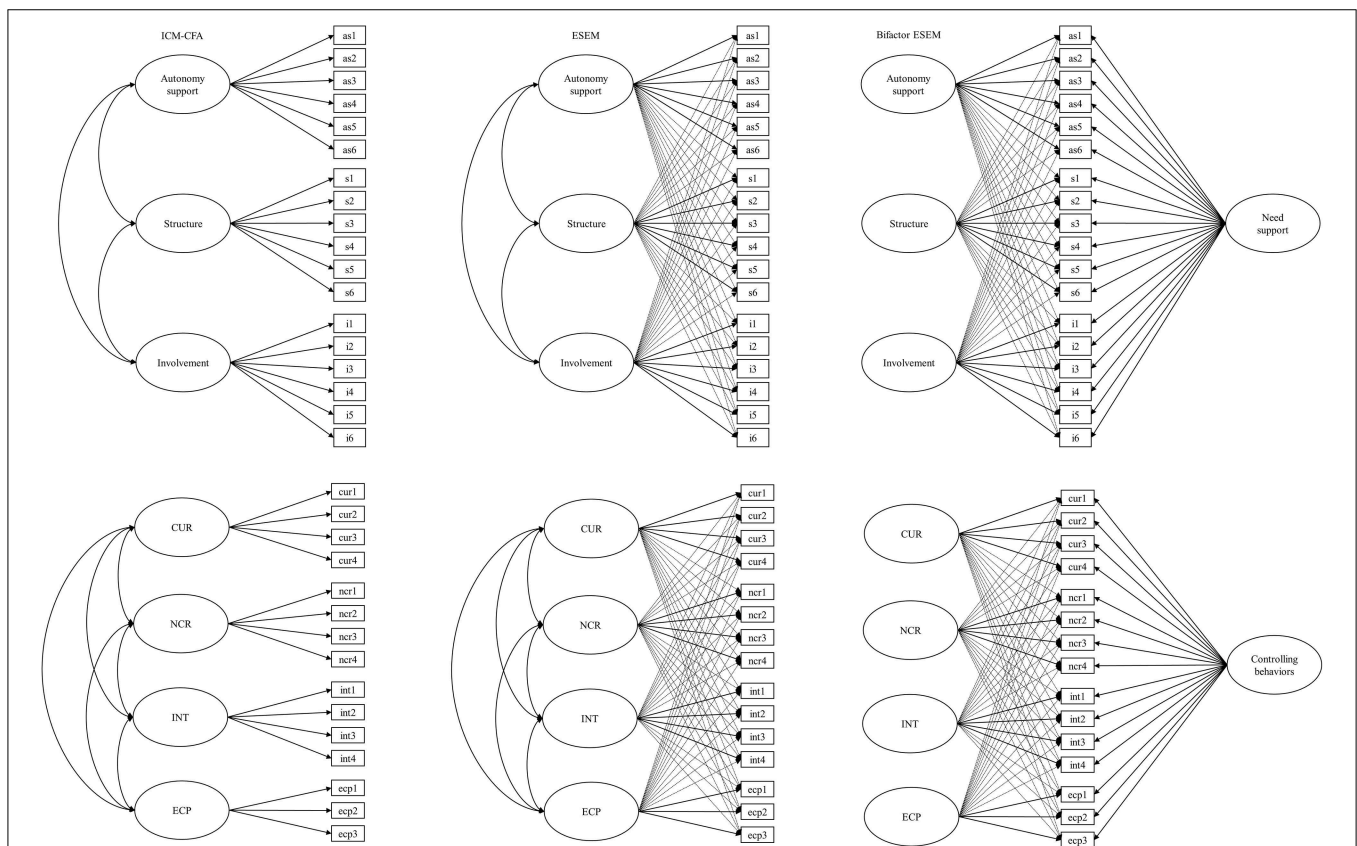 ICM-CFA
Autonomy
support
Structure
Involvement
as1
as2
as3
as4
as5
as6
s1
s2
s3
s4
s5
s6
i1
i2
i3
i4
i5
i6
ESEM
Autonomy
support
Structure
Involvement
as1
as2
as3
as4
as5
as6
s1
s2
s3
s4
s5
s6
i1
i2
i3
i4
i5
i6
Bifactor ESEM
Autonomy
support
Structure
Involvement
as1
as2
as3
as4
as5
as6
s1
s2
s3
s4
s5
s6
i1
i2
i3
i4
i5
i6
Need
support
CUR
NCR
INT
ECP
cur1
cur2
cur3
cur4
ncr1
ncr2
ncr3
ncr4
int1
int2
int3
int4
ecp1
ecp2
ecp3
CUR
NCR
INT
ECP
cur1
cur2
cur3
cur4
ncr1
ncr2
ncr3
ncr4
int1
int2
int3
int4
ecp1
ecp2
ecp3
CUR
NCR
INT
ECP
cur1
cur2
cur3
cur4
ncr1
ncr2
ncr3
ncr4
int1
int2
int3
int4
ecp1
ecp2
ecp3
Controlling
behaviors